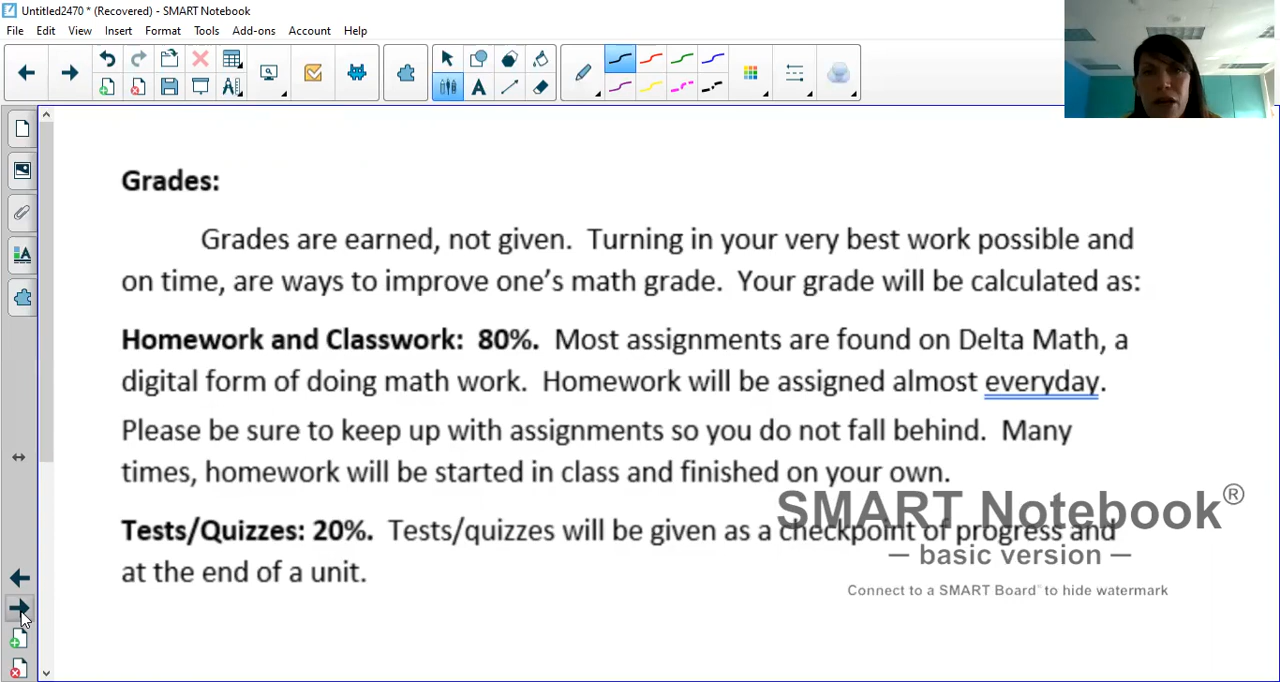 Untitled2470 * (Recovered) - SMART Notebook
File Edit View Insert Format Tools Add-ons Account Help
Grades:
Grades are earned, not given. Turning in your very best work possible and
on time, are ways to improve one's math grade. Your grade will be calculated as:
Homework and Classwork: 80%. Most assignments are found on Delta Math, a
digital form of doing math work. Homework will be assigned almost everyday.
Please be sure to keep up with assignments so you do not fall behind. Many
times, homework will be started in class and finished on your own.
SMART Notebook®
Tests/Quizzes: 20%. Tests/quizzes will be given as a checkpoint of progress and
— basic version —
at the end of a unit.
Connect to a SMART Board™ to hide watermark